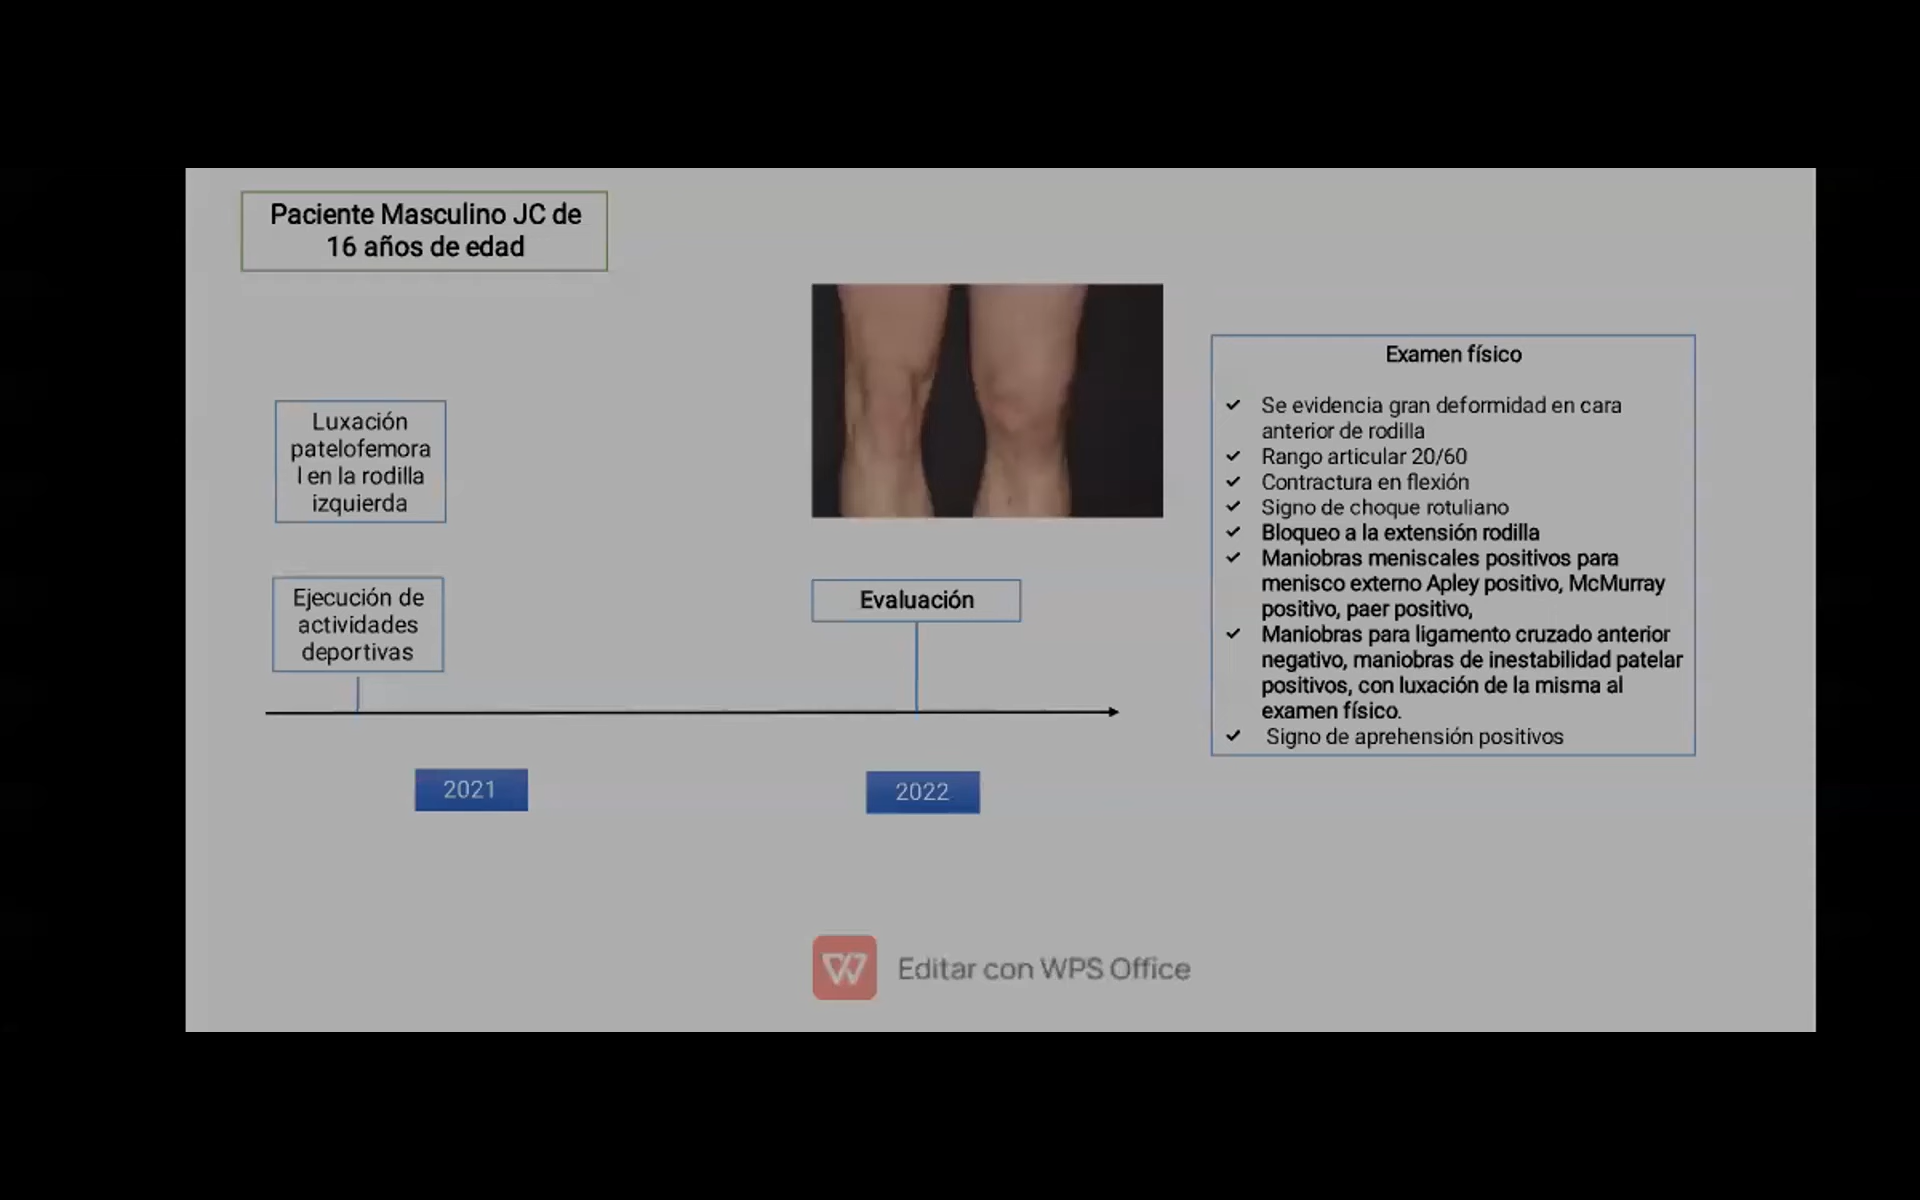 Paciente Masculino JC de
16 años de edad
Luxación
patelofemora
l en la rodilla
izquierda
Ejecución de
actividades
deportivas
Evaluación
2021
2022
Examen físico
✓ Se evidencia gran deformidad en cara
anterior de rodilla
✓ Rango articular 20/60
✓ Contractura en flexión
✓ Signo de choque rotuliano
✓ Bloqueo a la extensión rodilla
✓ Maniobras meniscales positivos para
menisco externo Apley positivo, McMurray
positivo, paer positivo,
✓ Maniobras para ligamento cruzado anterior
negativo, maniobras de inestabilidad patelar
positivos, con luxación de la misma al
examen físico.
✓ Signo de aprehensión positivos
W Editar con WPS Office